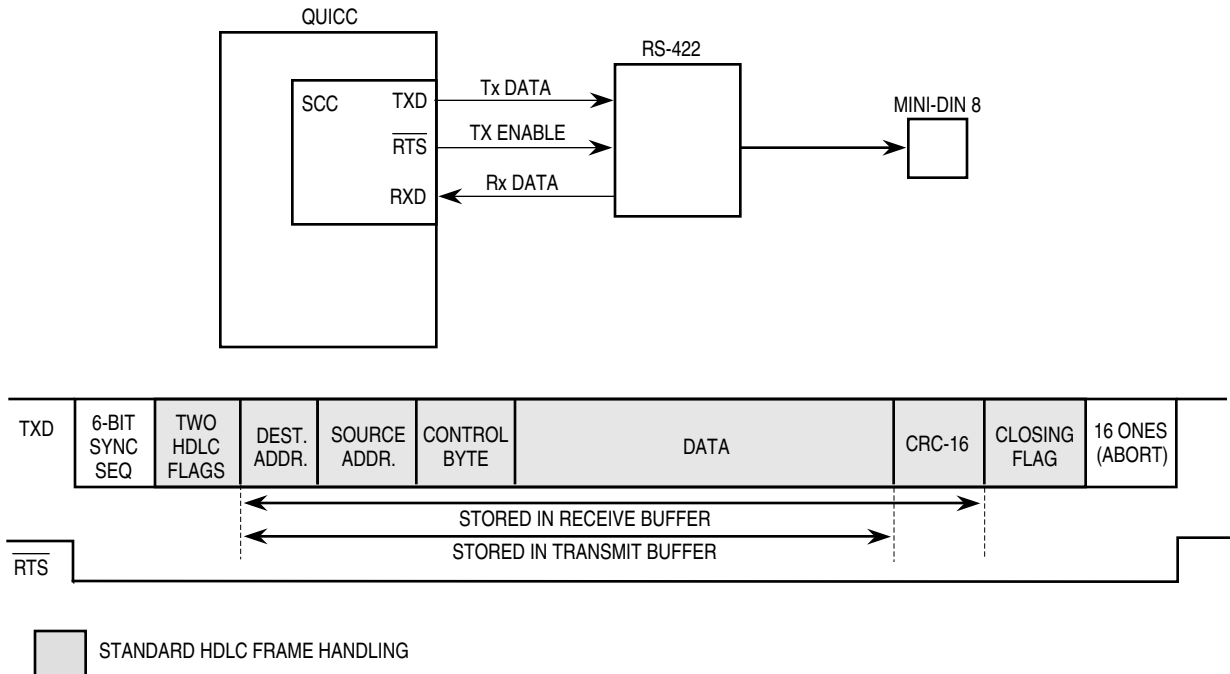 QUICC
RS-422
SCC
TXD
Tx DATA
MINI-DIN 8
RTS
TX ENABLE
RXD
Rx DATA
TXD
6-BIT
SYNC
SEQ
TWO
HDLC
FLAGS
DEST.
ADDR.
SOURCE
ADDR.
CONTROL
BYTE
DATA
CRC-16
CLOSING
FLAG
16 ONES
(ABORT)
STORED IN RECEIVE BUFFER
STORED IN TRANSMIT BUFFER
RTS
STANDARD HDLC FRAME HANDLING